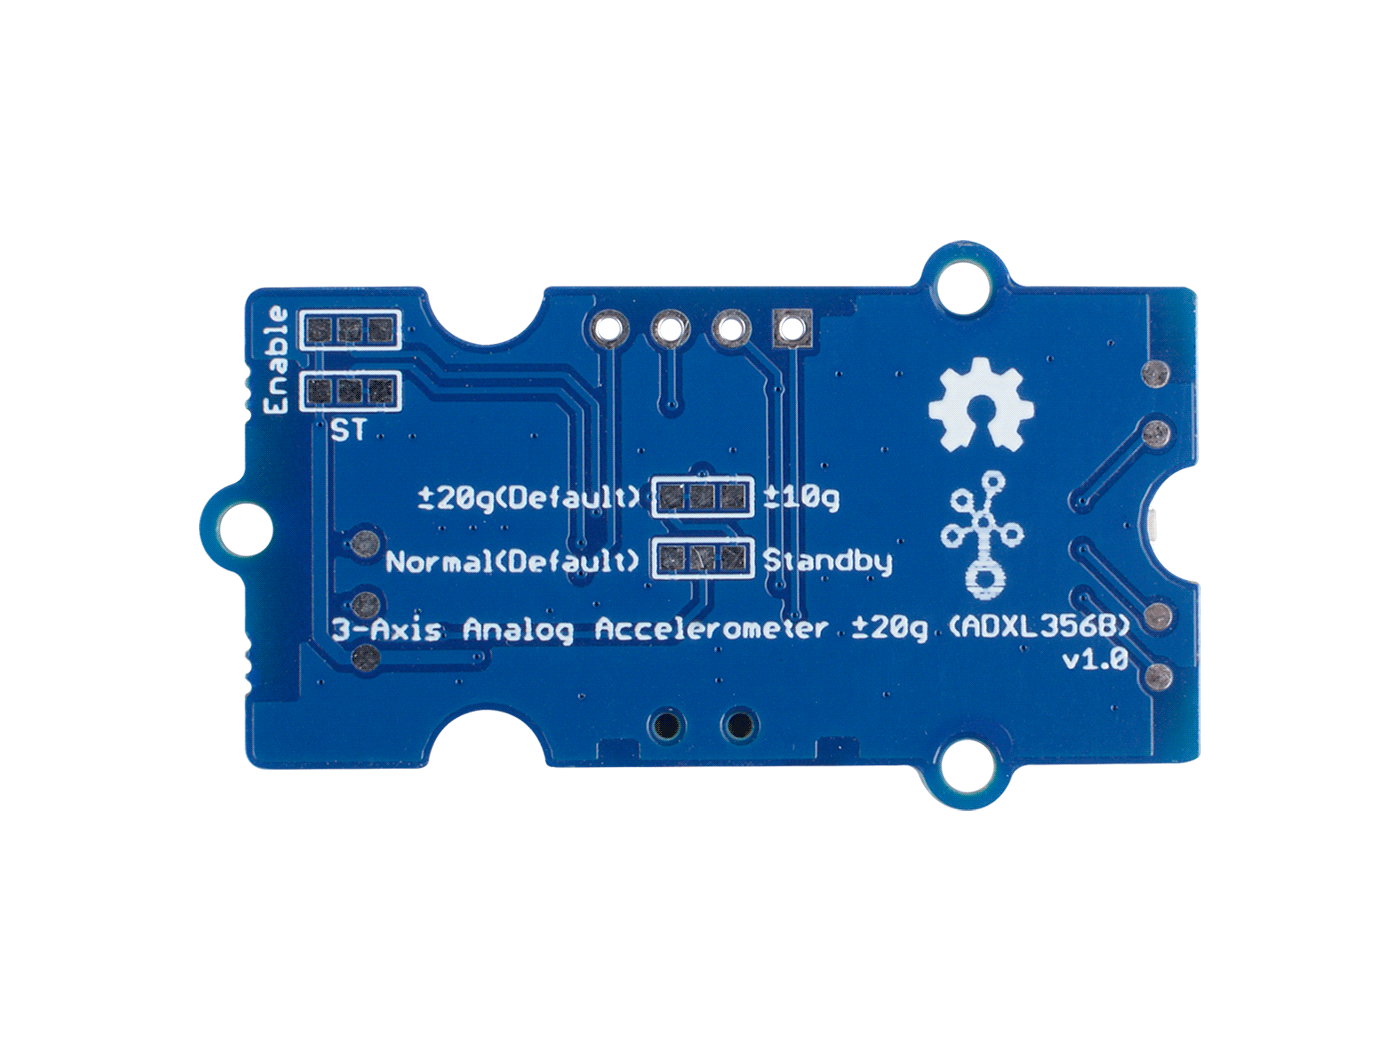 Enable
ST
±20g(Default)
±10g
Normal(Default)
Standby
3-Axis Analog Accelerometer ±20g (ADXL356B)
v1.0